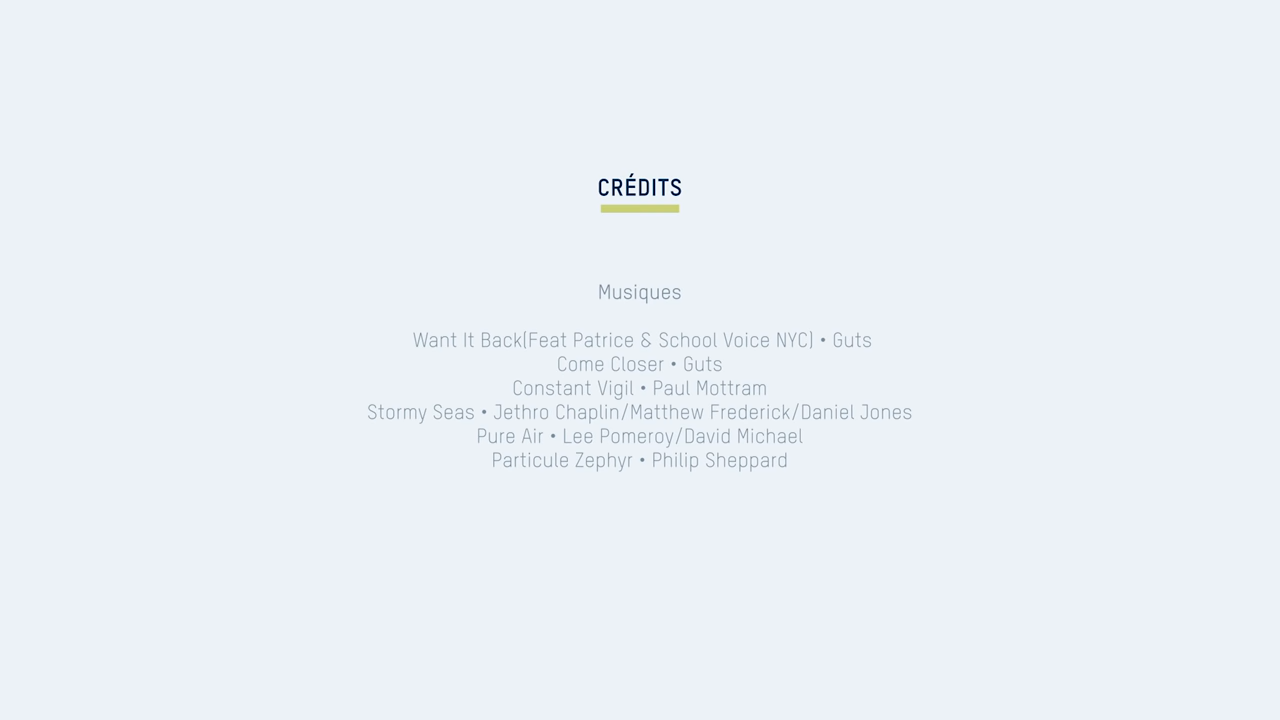 CRÉDITS
Musiques
Want It Back(Feat Patrice & School Voice NYC) • Guts
Come Closer • Guts
Constant Vigil • Paul Mottram
Stormy Seas • Jethro Chaplin/Matthew Frederick/Daniel Jones
Pure Air • Lee Pomeroy/David Michael
Particule Zephyr • Philip Sheppard